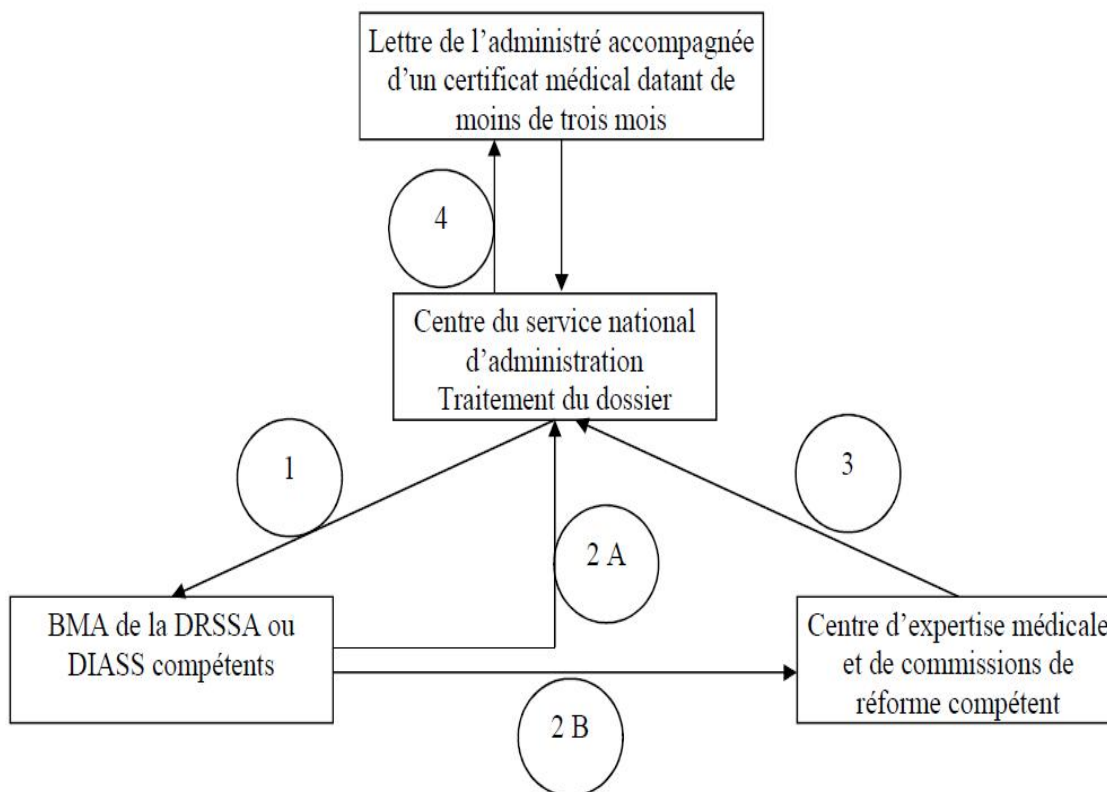 Lettre de l’administré accompagnée
d’un certificat médical datant de
moins de trois mois
4
Centre du service national
d’administration
Traitement du dossier
1
3
2 A
BMA de la DRSSA ou
DIASS compétents
Centre d’expertise médicale
et de commissions de
réforme compétent
2 B